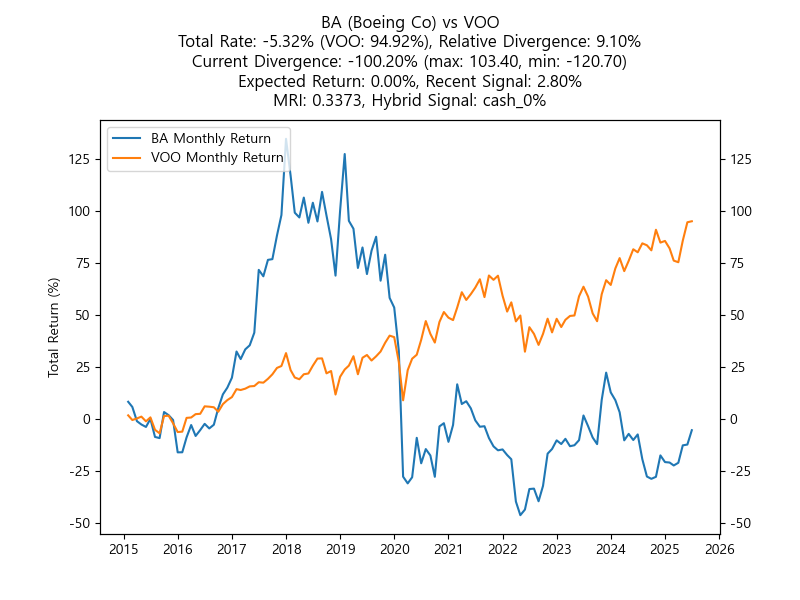 BA (Boeing Co) vs VOO
Total Rate: -5.32% (VOO: 94.92%), Relative Divergence: 9.10%
Current Divergence: -100.20% (max: 103.40, min: -120.70)
Expected Return: 0.00%, Recent Signal: 2.80%
MRI: 0.3373, Hybrid Signal: cash_0%
BA Monthly Return
VOO Monthly Return
Total Return (%)
125
100
75
50
25
0
-25
-50
125
100
75
50
25
0
-25
-50
2015 2016 2017 2018 2019 2020 2021 2022 2023 2024 2025 2026